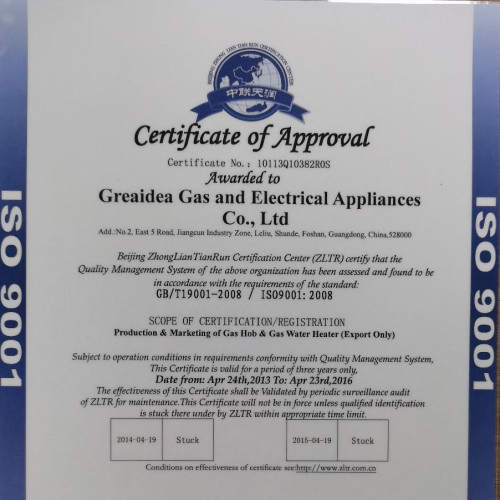 BEIJING ZHONG LIAN TIAN RUN CERTIFICATION CENTER
中联天润
Certificate of Approval
Certificate No.: 10113Q10382R0S
Awarded to
Greaidea Gas and Electrical Appliances
Co., Ltd
Add.:No.2, East 5 Road, Jiangcun Industry Zone, Leliu, Shunde, Foshan, Guangdong, China,528000
Beijing ZhongLianTianRun Certification Center (ZLTR) certify that the
Quality Management System of the above organization has been assessed and found to be
in accordance with the requirements of the standard:
GB/T19001-2008 / ISO9001:2008
SCOPE OF CERTIFICATION/REGISTRATION
Production & Marketing of Gas Hob & Gas Water Heater (Export Only)
Subject to operation conditions in requirements conformity with Quality Management System,
This Certificate is valid for a period of three years only,
Date from: Apr 24th,2013 To: Apr 23rd,2016
The effectiveness of this Certificate shall be Validated by periodic surveillance audit
of ZLTR for maintenance.This Certificate will not be in force unless qualified identification
is stuck there under by ZLTR within appropriate time limit.
2014-04-19 Stuck 2015-04-19 Stuck
Conditions on effectiveness of certificate see:http://www.zltr.com.cn
ISO 9001
ISO 9001